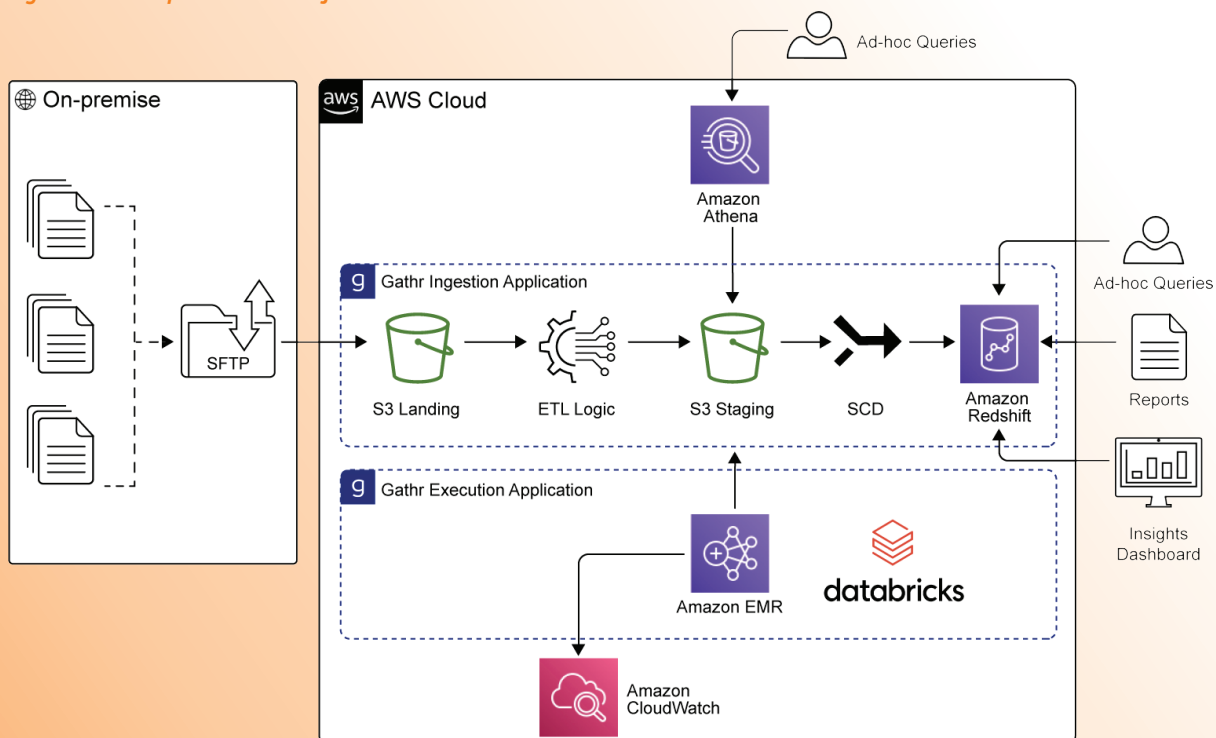 Ad-hoc Queries
On-premise
aws
AWS Cloud
Amazon
Athena
g
Gathr Ingestion Application
Ad-hoc Queries
SFTP
S3 Landing
ETL Logic
S3 Staging
SCD
Amazon
Redshift
Reports
g
Gathr Execution Application
Insights
Dashboard
databricks
Amazon EMR
Amazon
CloudWatch